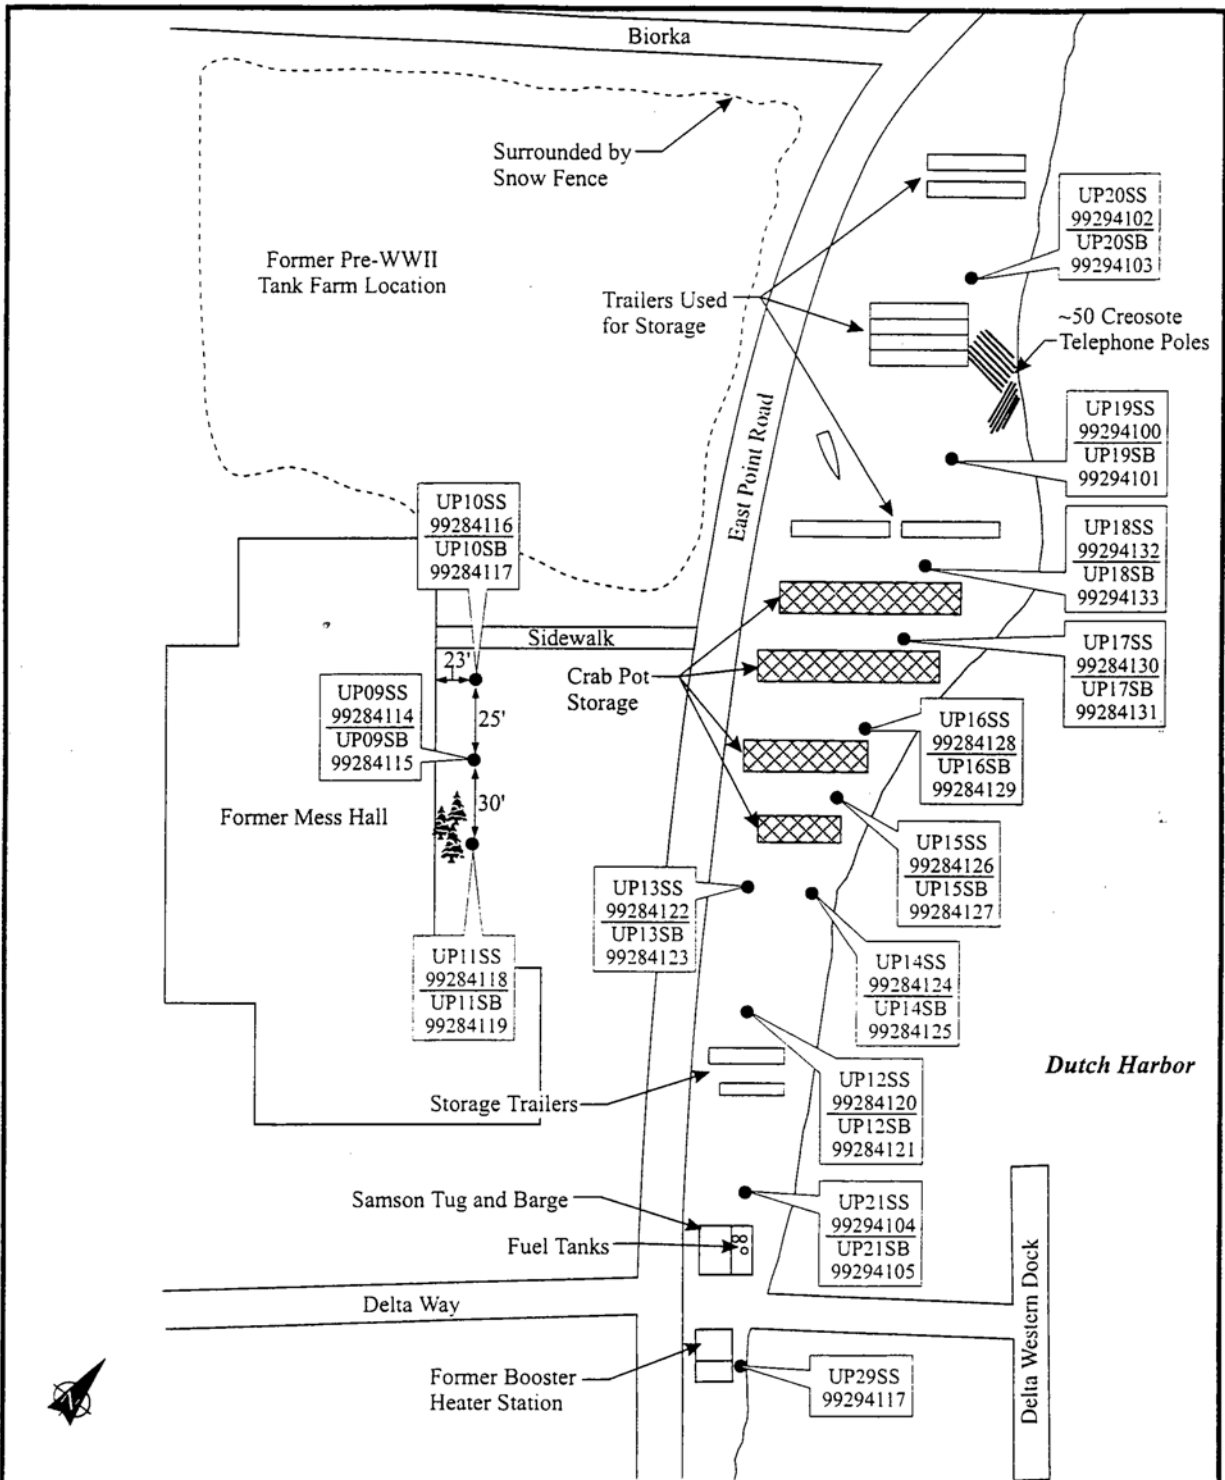 Biorka
Surrounded by
Snow Fence
Former Pre-WWII
Tank Farm Location
Trailers Used
for Storage
UP20SS
99294102
UP20SB
99294103
~50 Creosote
Telephone Poles
East Point Road
UP19SS
99294100
UP19SB
99294101
UP10SS
99284116
UP10SB
99284117
UP18SS
99294132
UP18SB
99294133
Sidewalk
UP17SS
99284130
UP17SB
99284131
23'
Crab Pot
Storage
UP09SS
99284114
UP09SB
99284115
25'
UP16SS
99284128
UP16SB
99284129
30'
Former Mess Hall
UP15SS
99284126
UP15SB
99284127
UP13SS
99284122
UP13SB
99284123
UP11SS
99284118
UP11SB
99284119
UP14SS
99284124
UP14SB
99284125
Dutch Harbor
UP12SS
99284120
UP12SB
99284121
Storage Trailers
Samson Tug and Barge
Fuel Tanks
UP21SS
99294104
UP21SB
99294105
Delta Way
Delta Western Dock
Former Booster
Heater Station
UP29SS
99294117
N